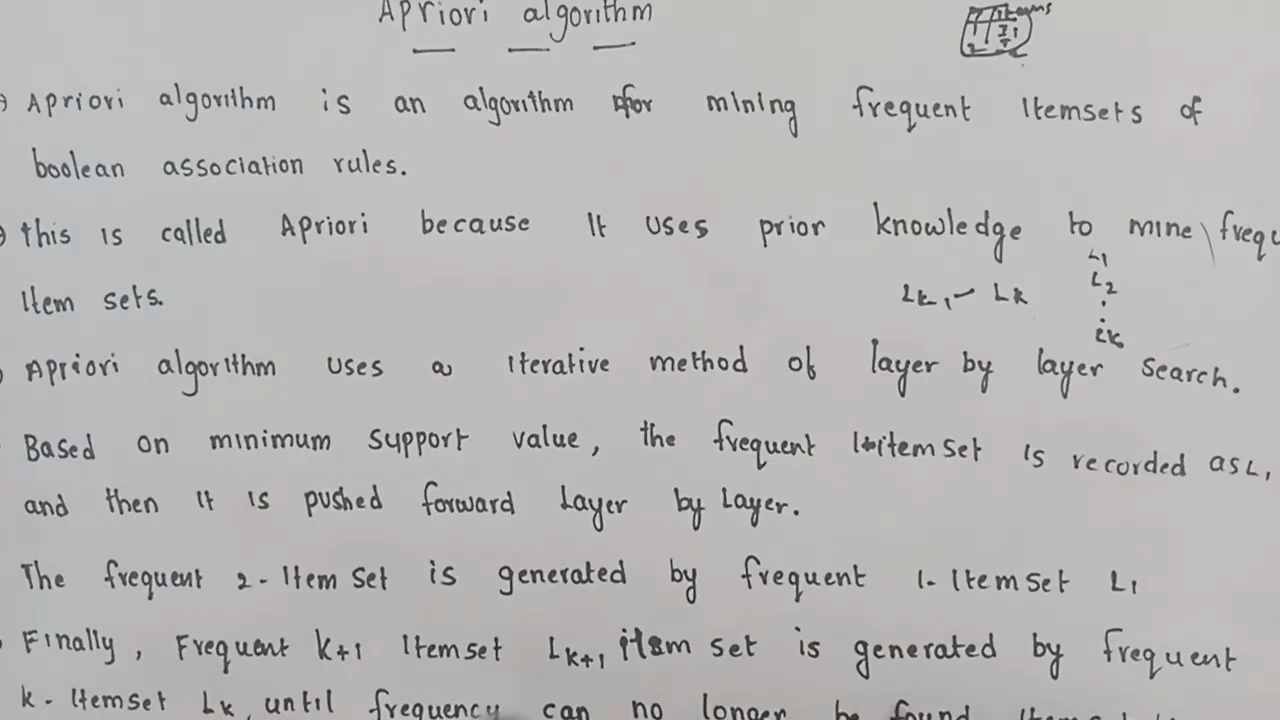 Apriori algorithm
Items
Apriori algorithm is an algorithm for mining frequent Itemsets of
boolean association rules.
this is called Apriori because It uses prior knowledge to mine
Item sets.
L1
L2
Lk
Apriori algorithm uses a iterative method of layer by layer search.
Based on minimum support value, the frequent 1-itemset is recorded as L1
and then it is pushed forward Layer by Layer.
The frequent 2-Item set is generated by frequent 1-Itemset L1
Finally, Frequent k+1 Itemset Lk+1 item set is generated by frequent
k-Itemset Lk, until frequency can no longer be found